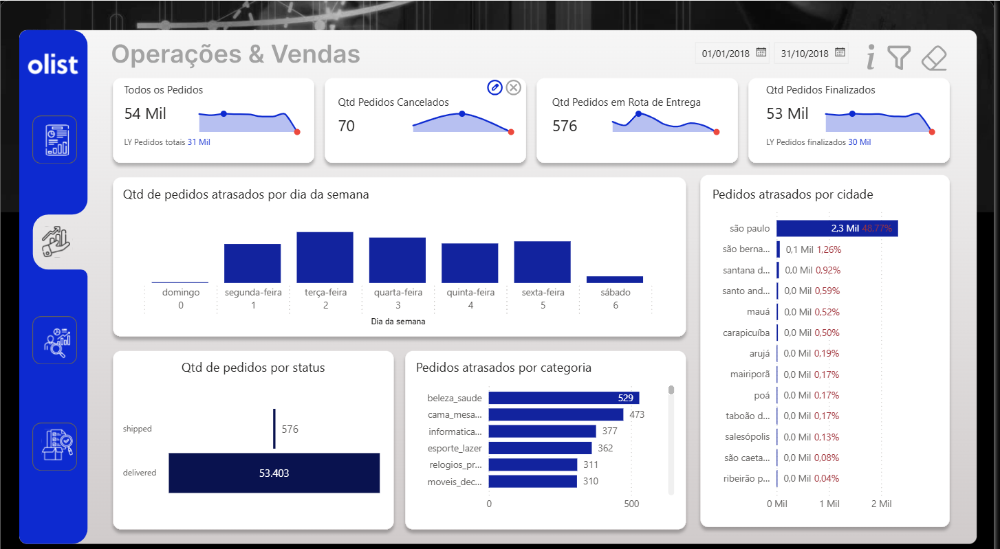 olist
Operações & Vendas
01/01/2018
31/10/2018
i
Todos os Pedidos
54 Mil
LY Pedidos totais 31 Mil
Qtd Pedidos Cancelados
70
Qtd Pedidos em Rota de Entrega
576
Qtd Pedidos Finalizados
53 Mil
LY Pedidos finalizados 30 Mil
Qtd de pedidos atrasados por dia da semana
domingo segunda-feira terça-feira quarta-feira quinta-feira sexta-feira sábado
0 1 2 3 4 5 6
Dia da semana
Pedidos atrasados por cidade
são paulo 2,3 Mil 48,77%
são berna... 0,1 Mil 1,26%
santana d... 0,0 Mil 0,92%
santo and... 0,0 Mil 0,59%
mauá 0,0 Mil 0,52%
carapicuíba 0,0 Mil 0,50%
arujá 0,0 Mil 0,19%
mairiporã 0,0 Mil 0,17%
poá 0,0 Mil 0,17%
taboão d... 0,0 Mil 0,17%
salesópolis 0,0 Mil 0,13%
são caeta... 0,0 Mil 0,08%
ribeirão p... 0,0 Mil 0,04%
0 Mil 1 Mil 2 Mil
Qtd de pedidos por status
shipped 576
delivered 53.403
Pedidos atrasados por categoria
beleza_saude 529
cama_mesa... 473
informatica... 377
esporte_lazer 362
relogios_pr... 311
moveis_dec... 310
0 500